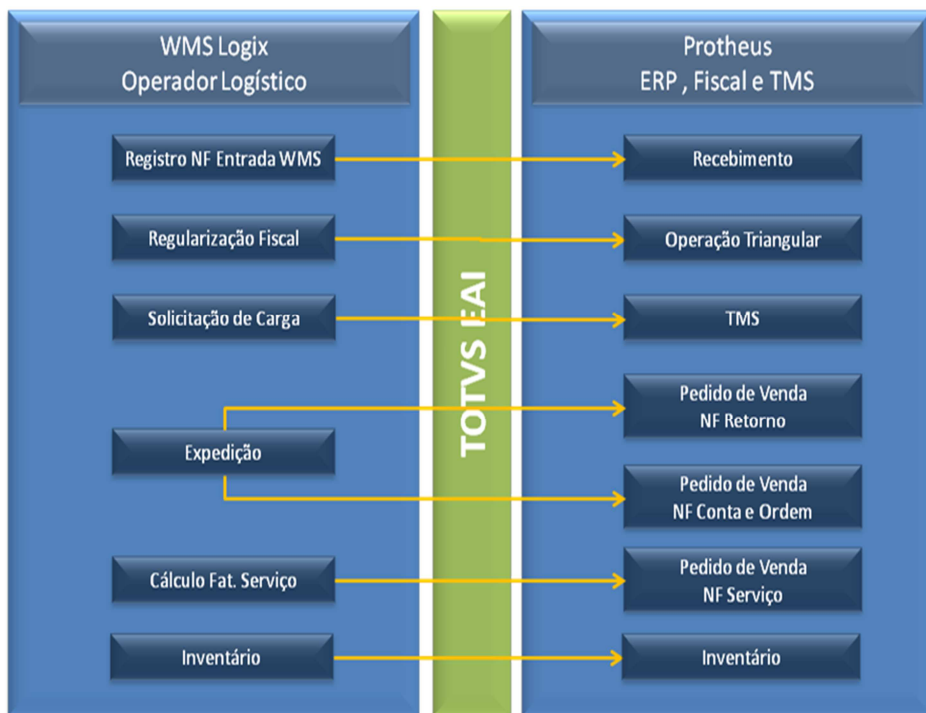 WMS Logix
Operador Logístico
Registro NF Entrada WMS
Regularização Fiscal
Solicitação de Carga
Expedição
Cálculo Fat. Serviço
Inventário
TOTVS EAI
Protheus
ERP , Fiscal e TMS
Recebimento
Operação Triangular
TMS
Pedido de Venda
NF Retorno
Pedido de Venda
NF Conta e Ordem
Pedido de Venda
NF Serviço
Inventário